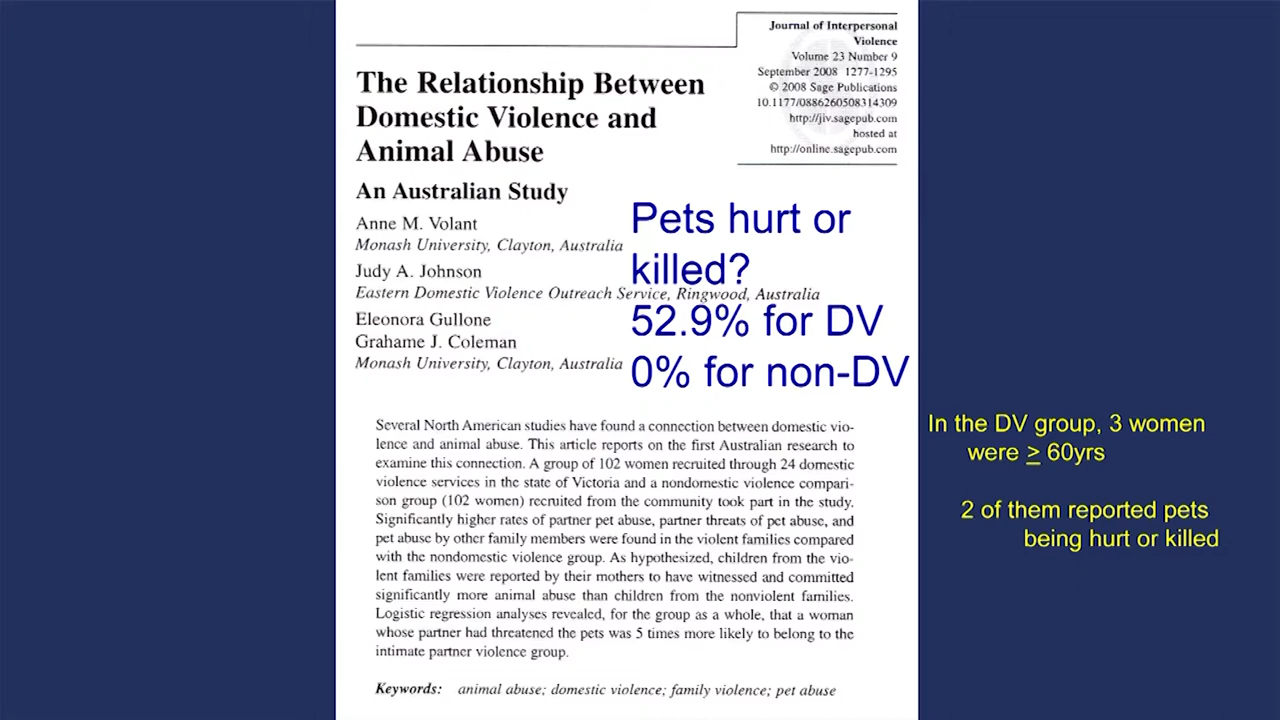 Journal of Interpersonal
Violence
Volume 23 Number 9
September 2008 1277-1295
© 2008 Sage Publications
10.1177/0886260508314309
http://jiv.sagepub.com
hosted at
http://online.sagepub.com
The Relationship Between
Domestic Violence and
Animal Abuse
An Australian Study
Anne M. Volant
Monash University, Clayton, Australia
Judy A. Johnson
Eastern Domestic Violence Outreach Service, Ringwood, Australia
Eleonora Gullone
Grahame J. Coleman
Monash University, Clayton, Australia
Pets hurt or
killed?
52.9% for DV
0% for non-DV
Several North American studies have found a connection between domestic vio-
lence and animal abuse. This article reports on the first Australian research to
examine this connection. A group of 102 women recruited through 24 domestic
violence services in the state of Victoria and a nondomestic violence compari-
son group (102 women) recruited from the community took part in the study.
Significantly higher rates of partner pet abuse, partner threats of pet abuse, and
pet abuse by other family members were found in the violent families compared
with the nondomestic violence group. As hypothesized, children from the vio-
lent families were reported by their mothers to have witnessed and committed
significantly more animal abuse than children from the nonviolent families.
Logistic regression analyses revealed, for the group as a whole, that a woman
whose partner had threatened the pets was 5 times more likely to belong to the
intimate partner violence group.
Keywords: animal abuse; domestic violence; family violence; pet abuse
In the DV group, 3 women
were ≥ 60yrs
2 of them reported pets
being hurt or killed